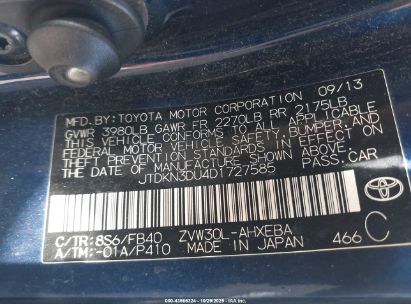 MFD. BY: TOYOTA MOTOR CORPORATION 09/13
GVWR 3980LB GAWR FR 2270LB RR 2175LB
THIS VEHICLE CONFORMS TO ALL APPLICABLE
FEDERAL MOTOR VEHICLE SAFETY, BUMPER, AND
THEFT PREVENTION STANDARDS IN EFFECT ON
THE DATE OF MANUFACTURE SHOWN ABOVE.
JTDKN3DU4D1727585 PASS.CAR
C/TR: 8S6/FB40 ZVW30L-AHXEBA
A/TM: -01A/P410 MADE IN JAPAN 466 C
TOYOTA